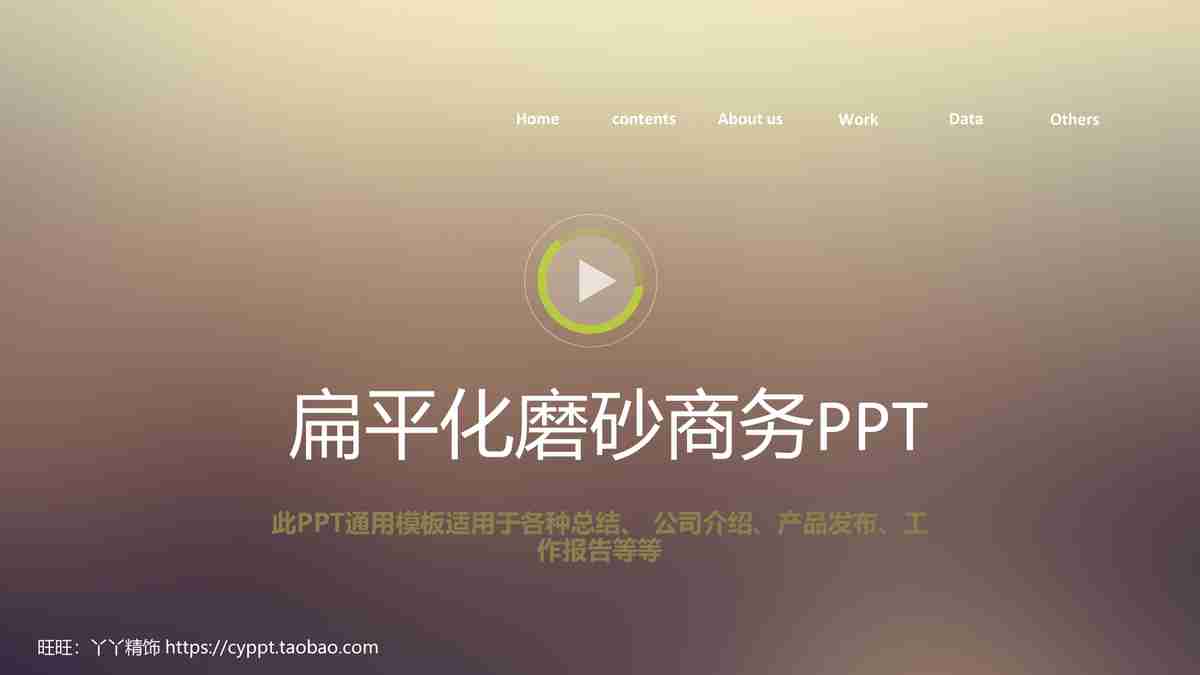 Home contents About us Work Data Others
扁平化磨砂商务PPT
此PPT通用模板适用于各种总结、 公司介绍、产品发布、工
作报告等等
旺旺：丫丫精饰 https://cyppt.taobao.com